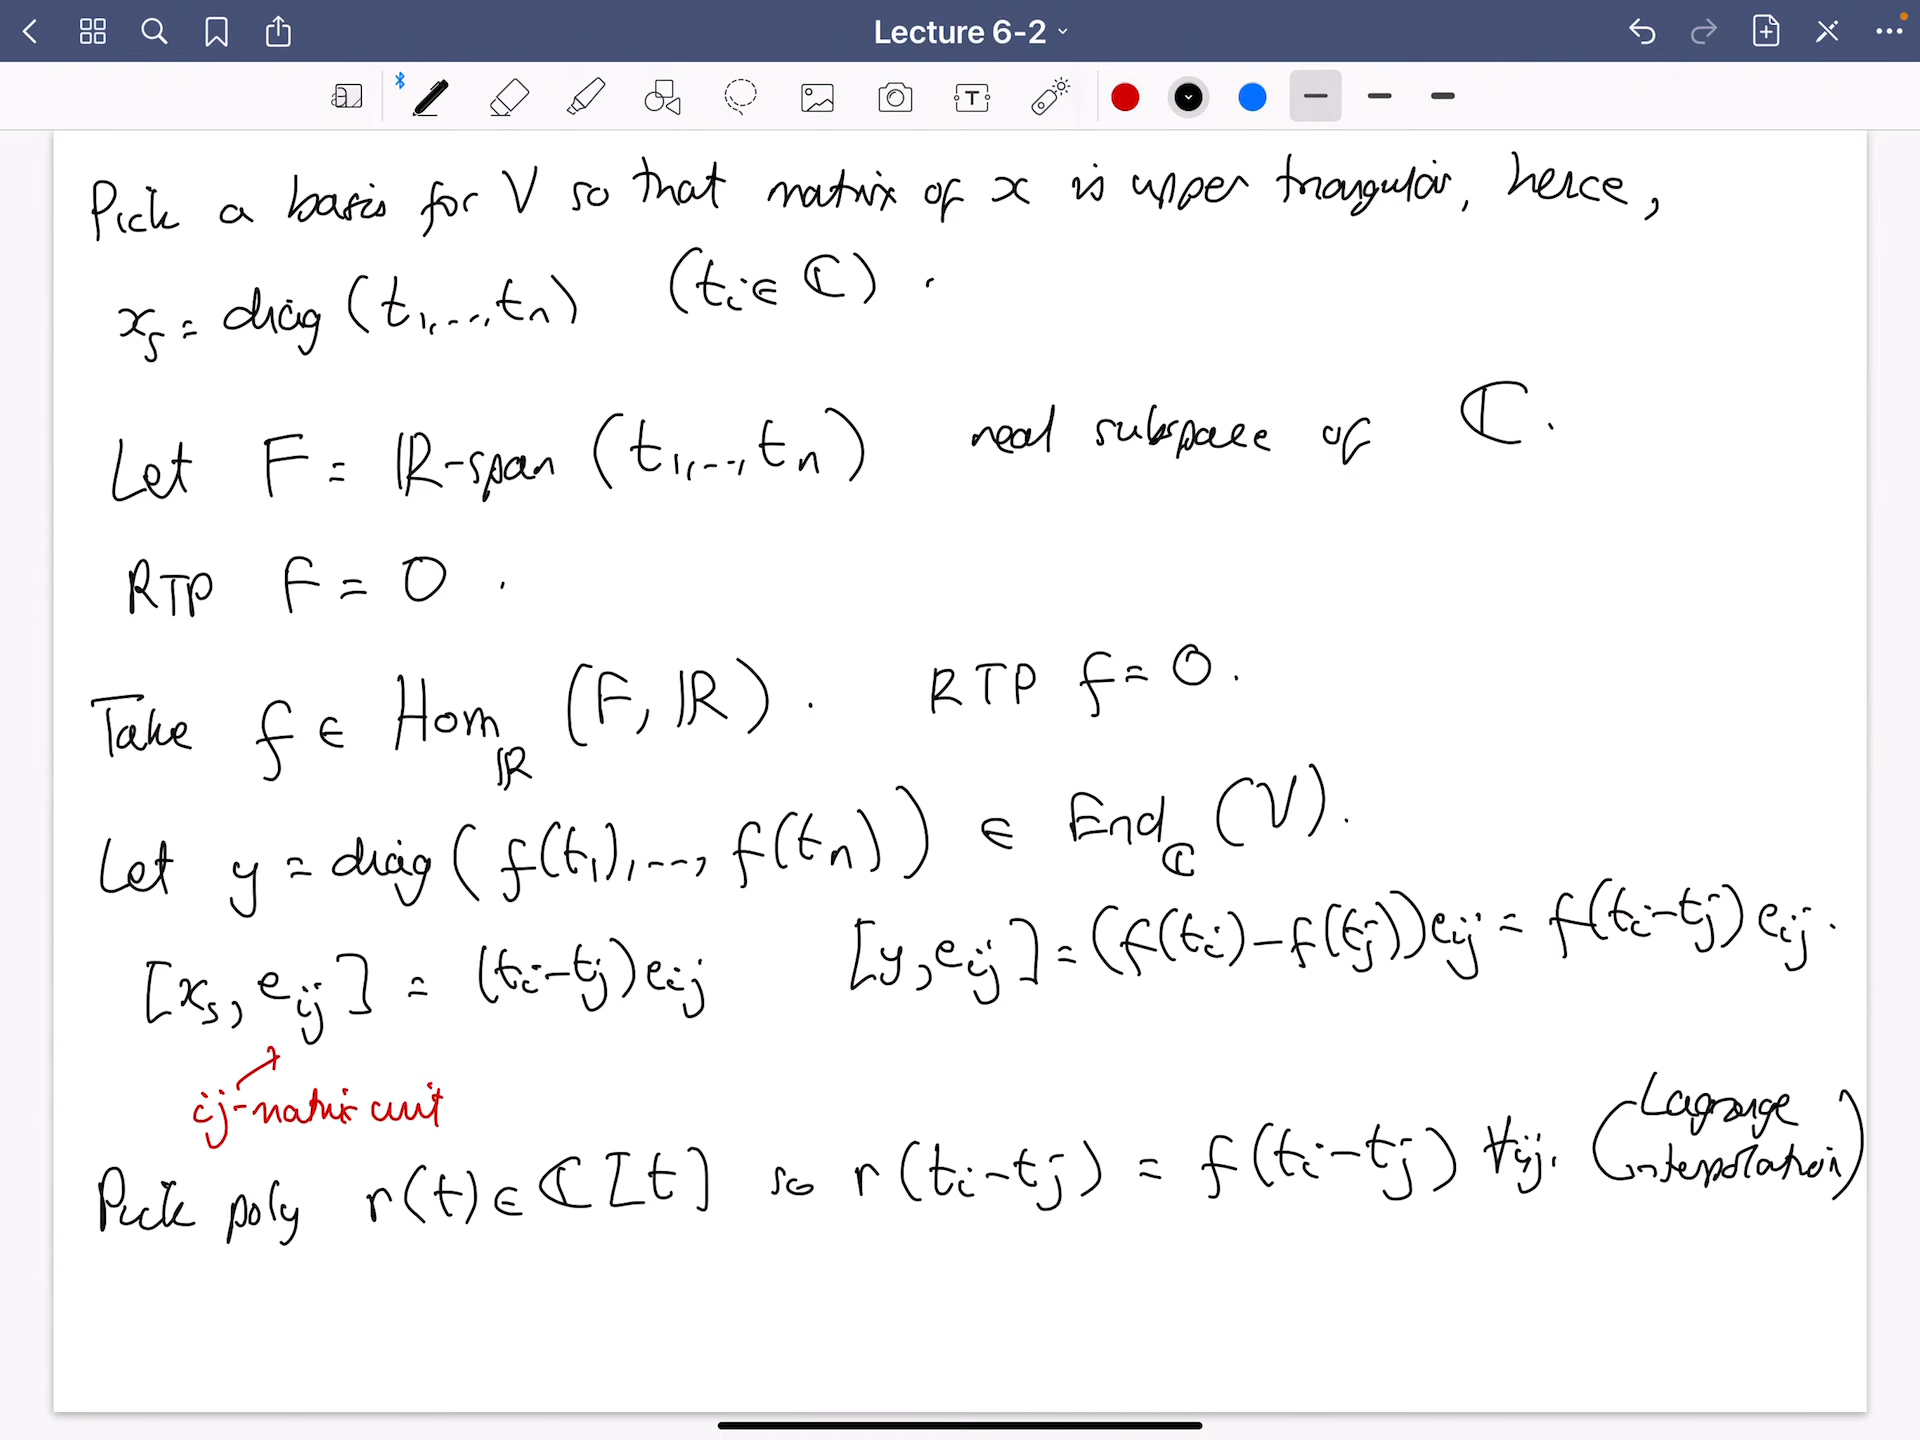 Lecture 6-2
Pick a basis for V so that matrix of x is upper triangular, hence,
x_s = diag (t_1, ..., t_n) (t_i ∈ ℂ).
Let F = ℝ-span (t_1, ..., t_n) real subspace of ℂ.
RTP F = 0.
Take f ∈ Hom_ℝ (F, ℝ). RTP f = 0.
Let y = diag (f(t_1), ..., f(t_n)) ∈ End_ℂ (V).
[x_s, e_ij] = (t_i - t_j) e_ij [y, e_ij] = (f(t_i) - f(t_j)) e_ij = f(t_i - t_j) e_ij.
ij-matrix unit
Pick poly r(t) ∈ ℂ[t] so r(t_i - t_j) = f(t_i - t_j) ∀ i,j. (Lagrange interpolation)